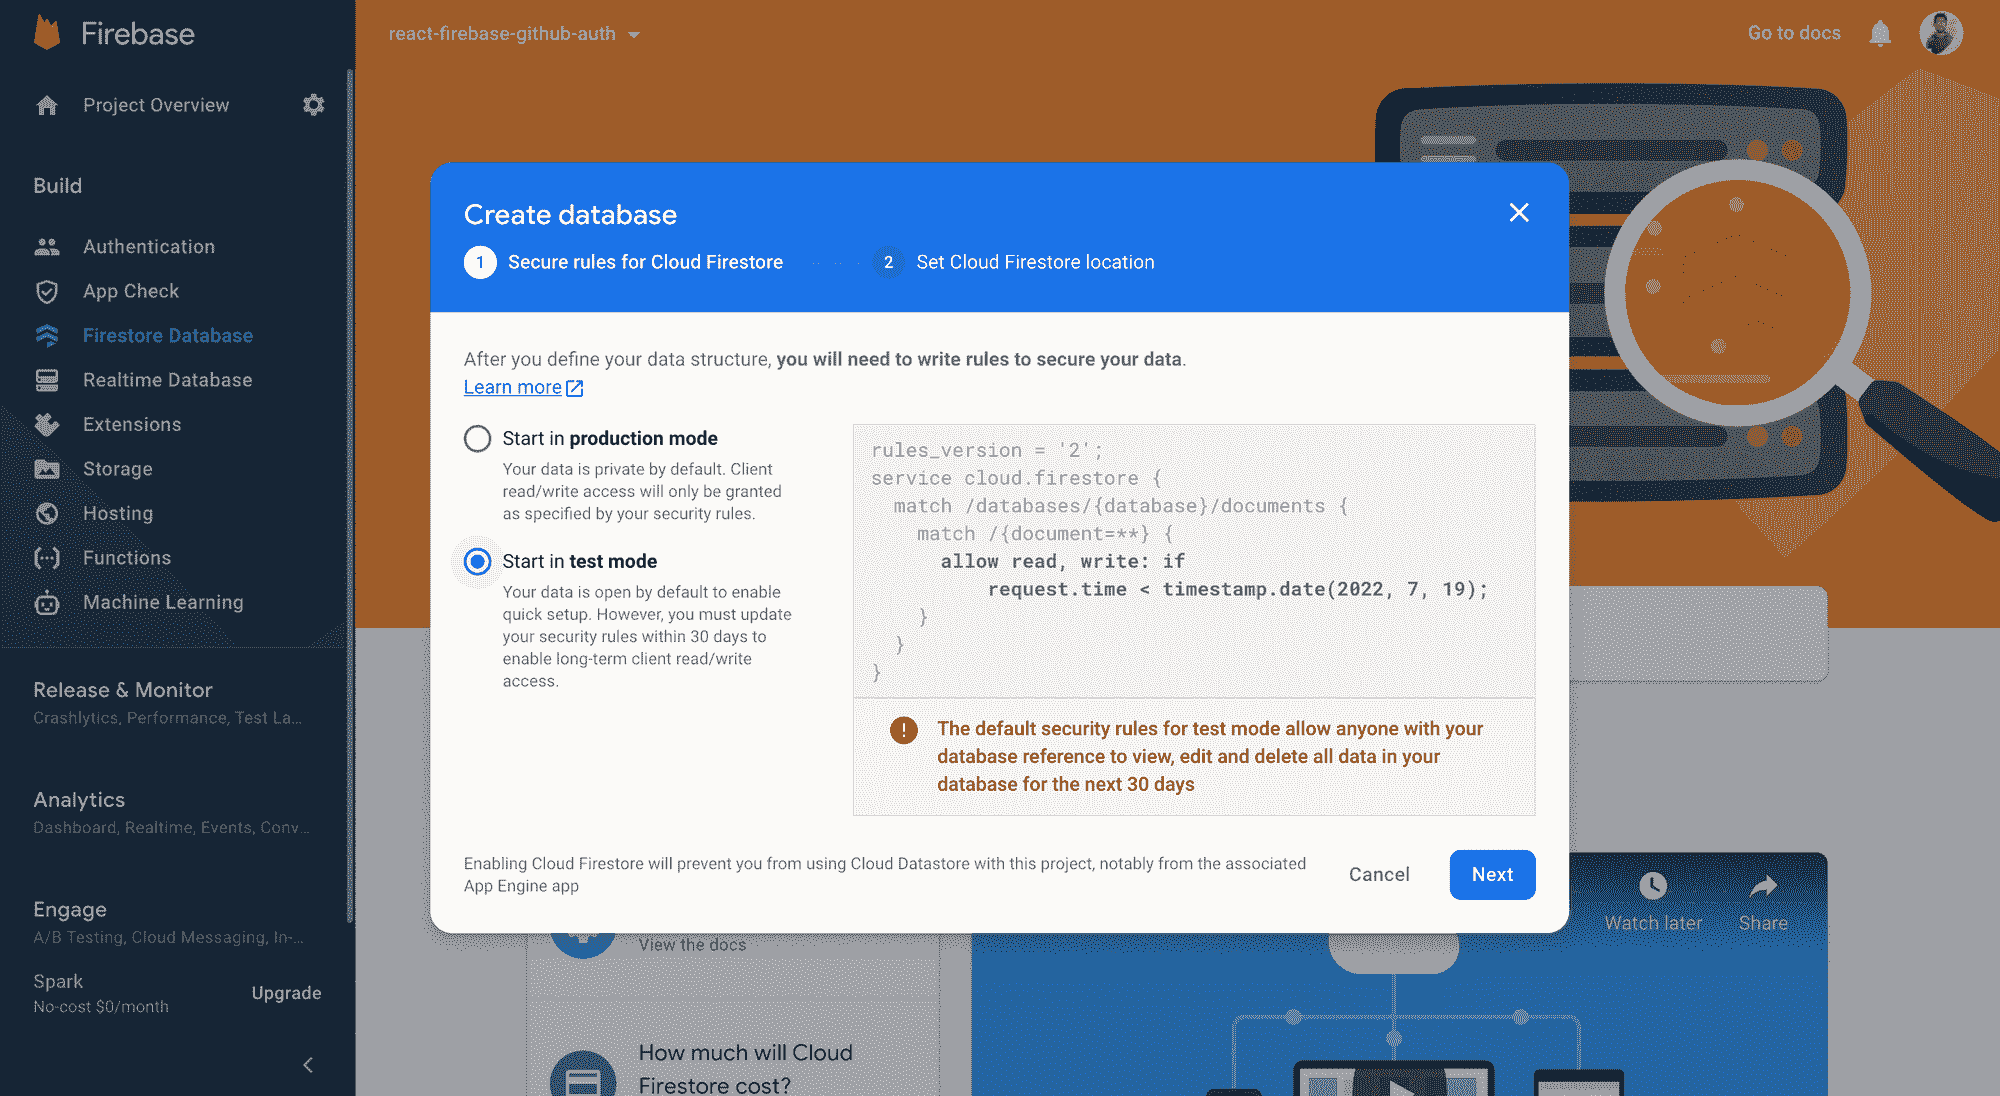 Firebase
react-firebase-github-auth
Go to docs
Project Overview
Build
Authentication
App Check
Firestore Database
Realtime Database
Extensions
Storage
Hosting
Functions
Machine Learning
Release & Monitor
Crashlytics, Performance, Test La...
Analytics
Dashboard, Realtime, Events, Conv...
Engage
A/B Testing, Cloud Messaging, In-...
Spark
No-cost $0/month
Upgrade
Create database
1 Secure rules for Cloud Firestore
2 Set Cloud Firestore location
After you define your data structure, you will need to write rules to secure your data.
Learn more
Start in production mode
Your data is private by default. Client
read/write access will only be granted
as specified by your security rules.
Start in test mode
Your data is open by default to enable
quick setup. However, you must update
your security rules within 30 days to
enable long-term client read/write
access.
rules_version = '2';
service cloud.firestore {
  match /databases/{database}/documents {
    match /{document=**} {
      allow read, write: if
          request.time < timestamp.date(2022, 7, 19);
    }
  }
}
! The default security rules for test mode allow anyone with your
database reference to view, edit and delete all data in your
database for the next 30 days
Enabling Cloud Firestore will prevent you from using Cloud Datastore with this project, notably from the associated
App Engine app
Cancel
Next
View the docs
How much will Cloud
Firestore cost?
Watch later
Share